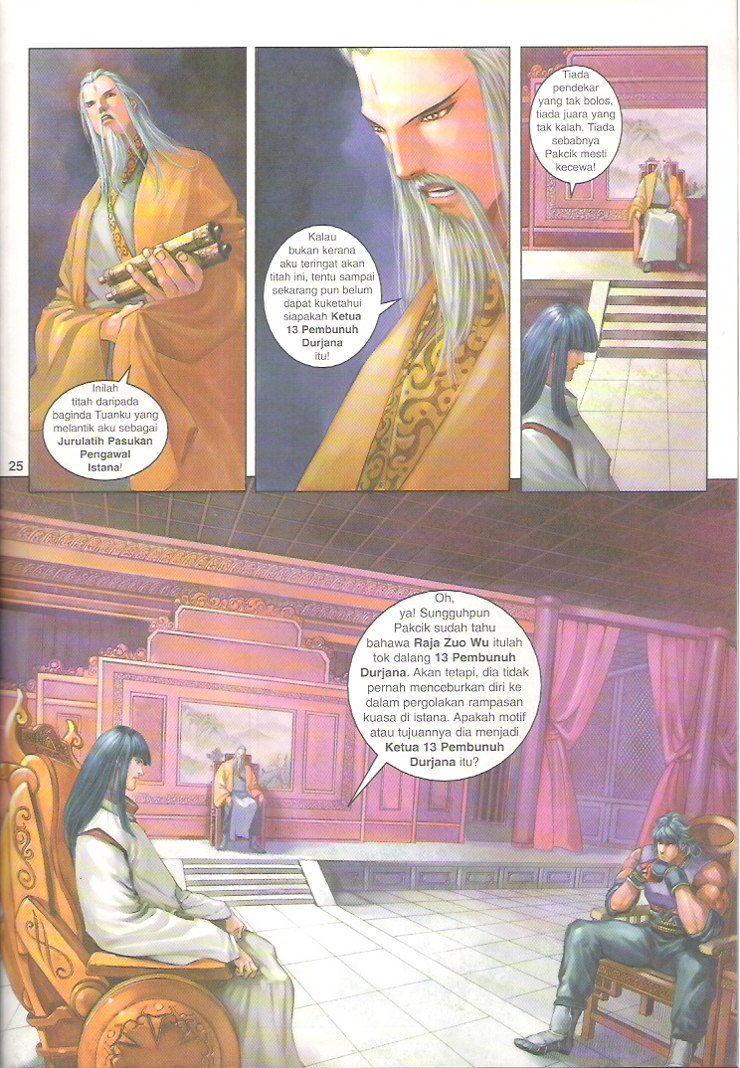 Inilah
titah daripada
baginda Tuanku yang
melantik aku sebagai
Jurulatih Pasukan
Pengawal
Istana!
Kalau
bukan kerana
aku teringat akan
titah ini, tentu sampai
sekarang pun belum
dapat kuketahui
siapakah Ketua
13 Pembunuh
Durjana
itu!
Tiada
pendekar
yang tak bolos,
tiada juara yang
tak kalah. Tiada
sebabnya
Pakcik mesti
kecewa!
25
Oh,
ya! Sungguhpun
Pakcik sudah tahu
bahawa Raja Zuo Wu itulah
tok dalang 13 Pembunuh
Durjana. Akan tetapi, dia tidak
pernah menceburkan diri ke
dalam pergolakan rampasan
kuasa di istana. Apakah motif
atau tujuannya dia menjadi
Ketua 13 Pembunuh
Durjana itu?